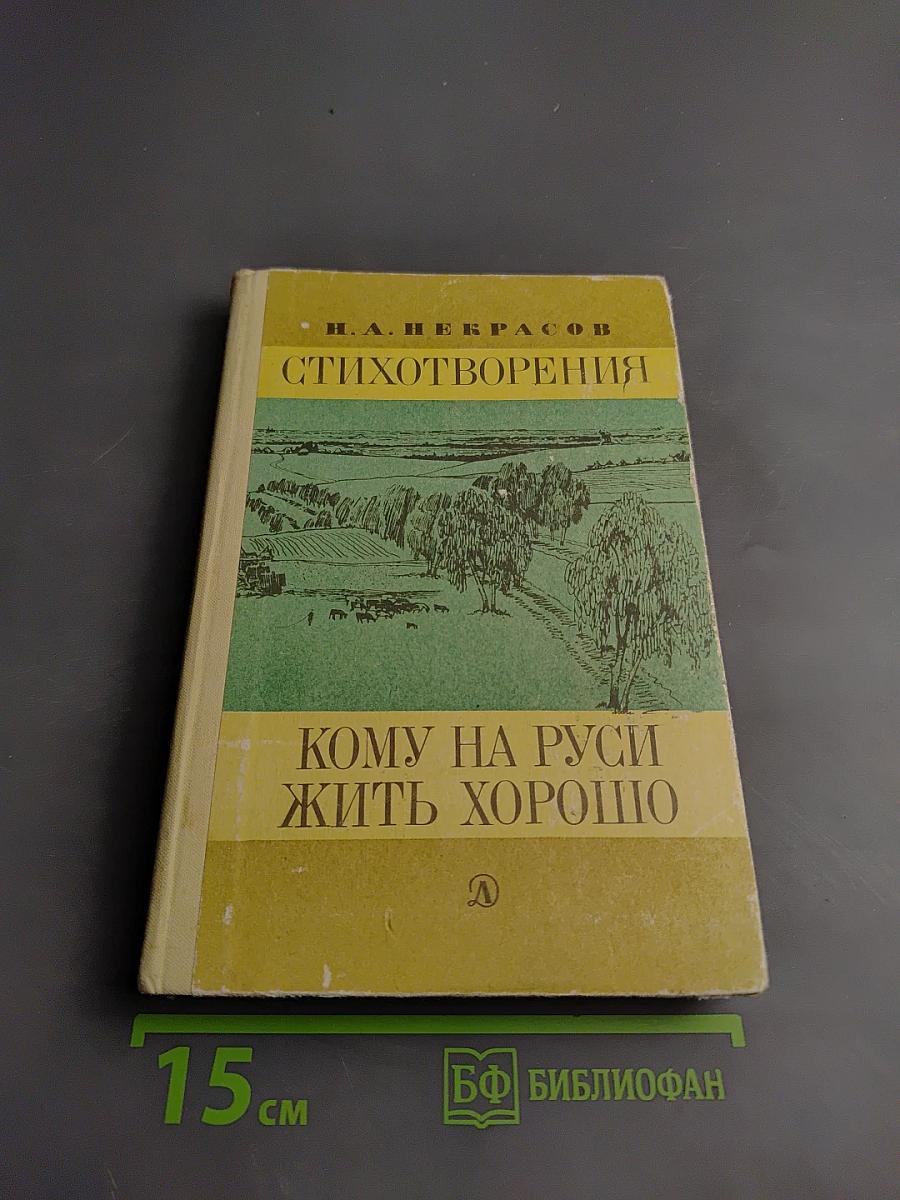 Н.А.НЕКРАСОВ
СТИХОТВОРЕНИЯ
КОМУ НА РУСИ
ЖИТЬ ХОРОШО
15 см
БФ БИБЛИОФАН